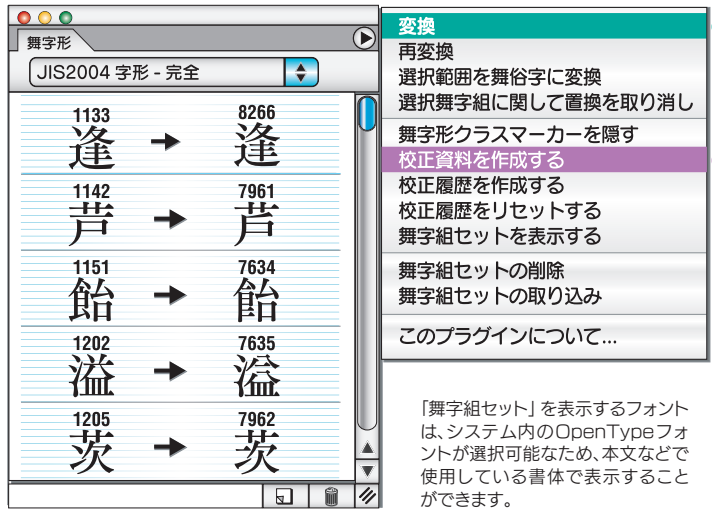 舞字形
JIS2004 字形 - 完全
1133 8266
逢 → 逢
1142 7961
芦 → 芦
1151 7634
飴 → 飴
1202 7635
溢 → 溢
1205 7962
茨 → 茨
変換
再変換
選択範囲を舞俗字に変換
選択舞字組に関して置換を取り消し
舞字形クラスマーカーを隠す
校正資料を作成する
校正履歴を作成する
校正履歴をリセットする
舞字組セットを表示する
舞字組セットの削除
舞字組セットの取り込み
このプラグインについて...
「舞字組セット」を表示するフォント
は、システム内のOpenTypeフォ
ントが選択可能なため、本文などで
使用している書体で表示すること
ができます。